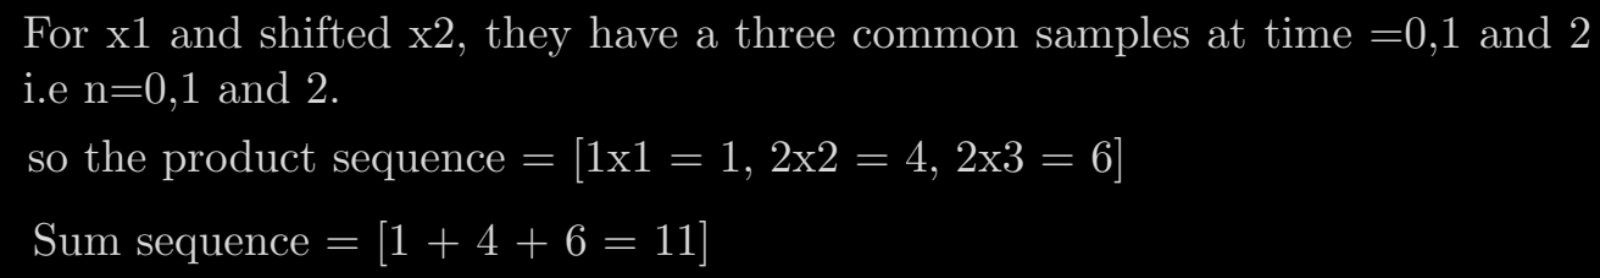 For x1 and shifted x2, they have a three common samples at time =0,1 and 2
i.e n=0,1 and 2.
so the product sequence = [1x1 = 1, 2x2 = 4, 2x3 = 6]
Sum sequence = [1 + 4 + 6 = 11]